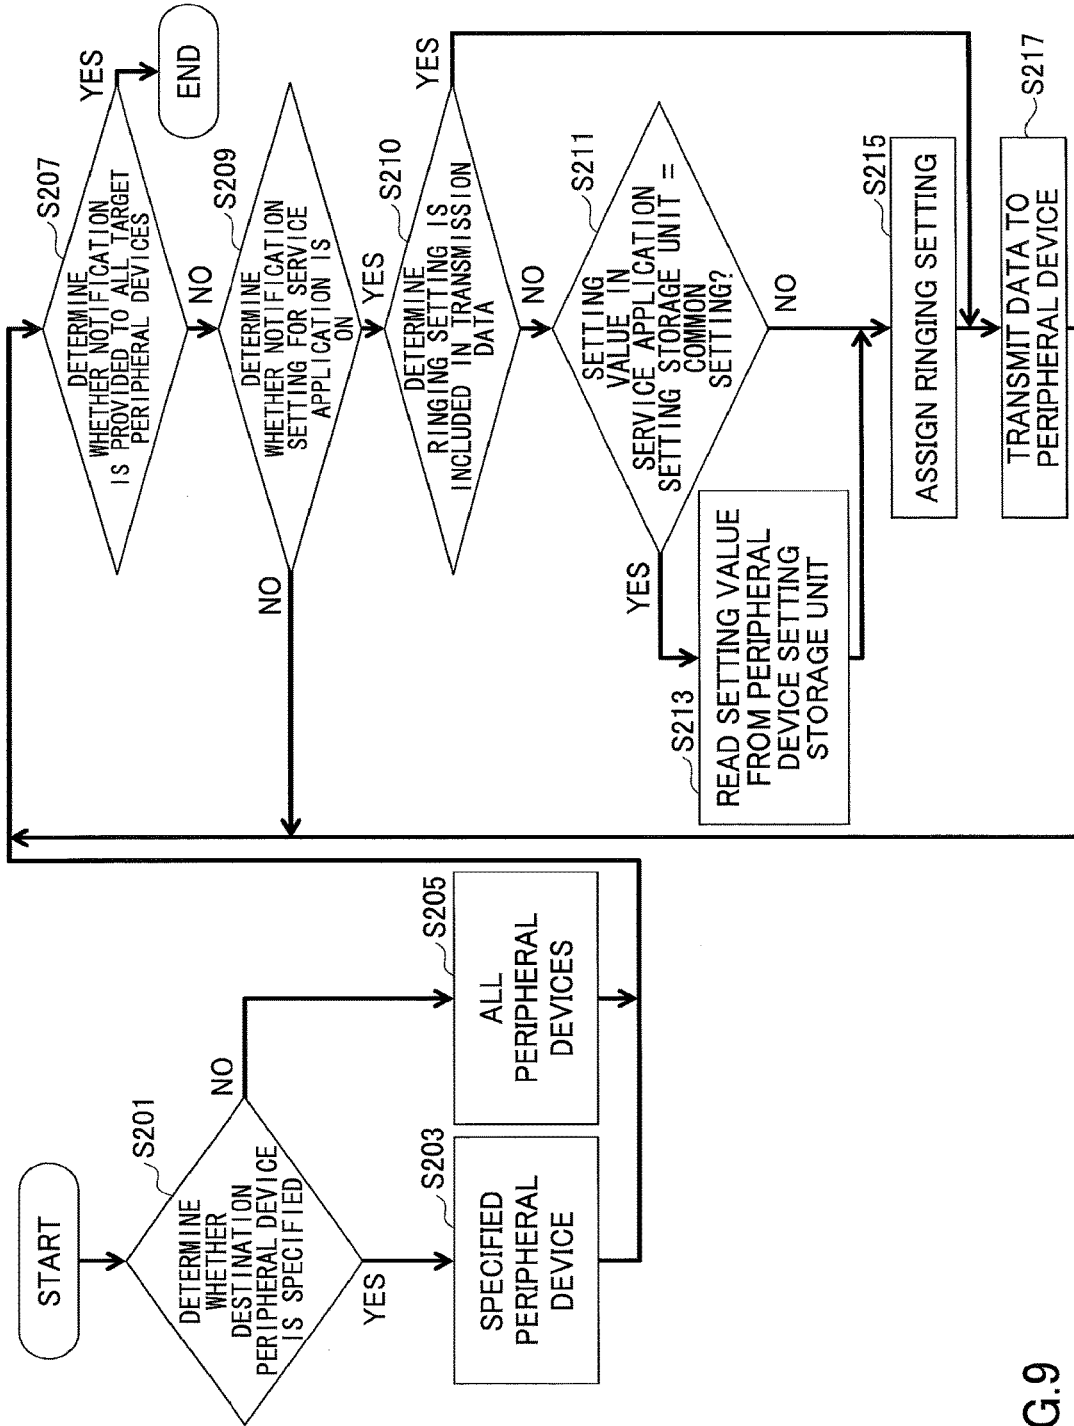 START
S201
DETERMINE
WHETHER
DESTINATION
PERIPHERAL DEVICE
IS SPECIFIED
NO
YES
S203
SPECIFIED
PERIPHERAL
DEVICE
S205
ALL
PERIPHERAL
DEVICES
S207
DETERMINE
WHETHER NOTIFICATION
IS PROVIDED TO ALL TARGET
PERIPHERAL DEVICES
YES
END
NO
S209
DETERMINE
WHETHER NOTIFICATION
SETTING FOR SERVICE
APPLICATION IS
ON
NO
YES
S210
DETERMINE
RINGING SETTING IS
INCLUDED IN TRANSMISSION
DATA
YES
NO
S211
SETTING
VALUE IN
SERVICE APPLICATION
SETTING STORAGE UNIT =
COMMON
SETTING?
YES
NO
S213
READ SETTING VALUE
FROM PERIPHERAL
DEVICE SETTING
STORAGE UNIT
S215
ASSIGN RINGING SETTING
S217
TRANSMIT DATA TO
PERIPHERAL DEVICE
G.9